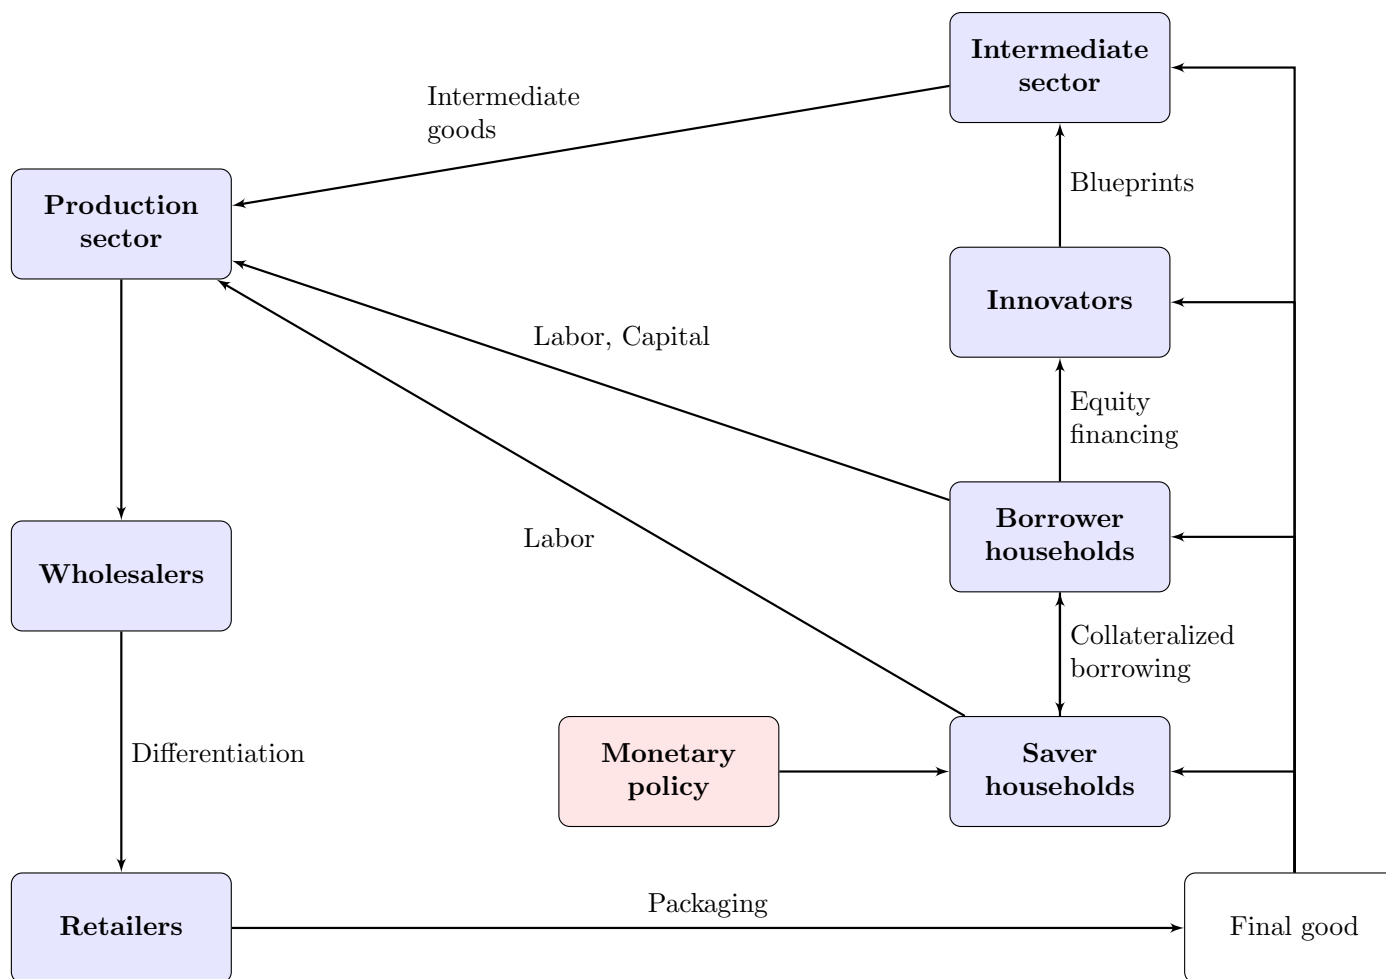 Intermediate
sector
Intermediate
goods
Production
sector
Blueprints
Innovators
Labor, Capital
Equity
financing
Borrower
households
Labor
Wholesalers
Collateralized
borrowing
Monetary
policy
Saver
households
Differentiation
Packaging
Retailers
Final good